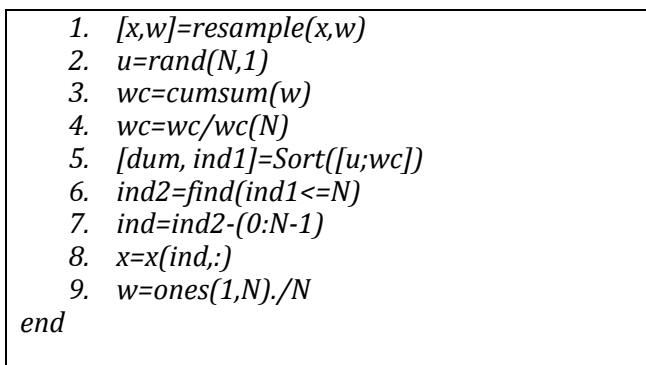 1. [x,w]=resample(x,w)
2. u=rand(N,1)
3. wc=cumsum(w)
4. wc=wc/wc(N)
5. [dum, ind1]=Sort([u;wc])
6. ind2=find(ind1<=N)
7. ind=ind2-(0:N-1)
8. x=x(ind,:)
9. w=ones(1,N)./N
end